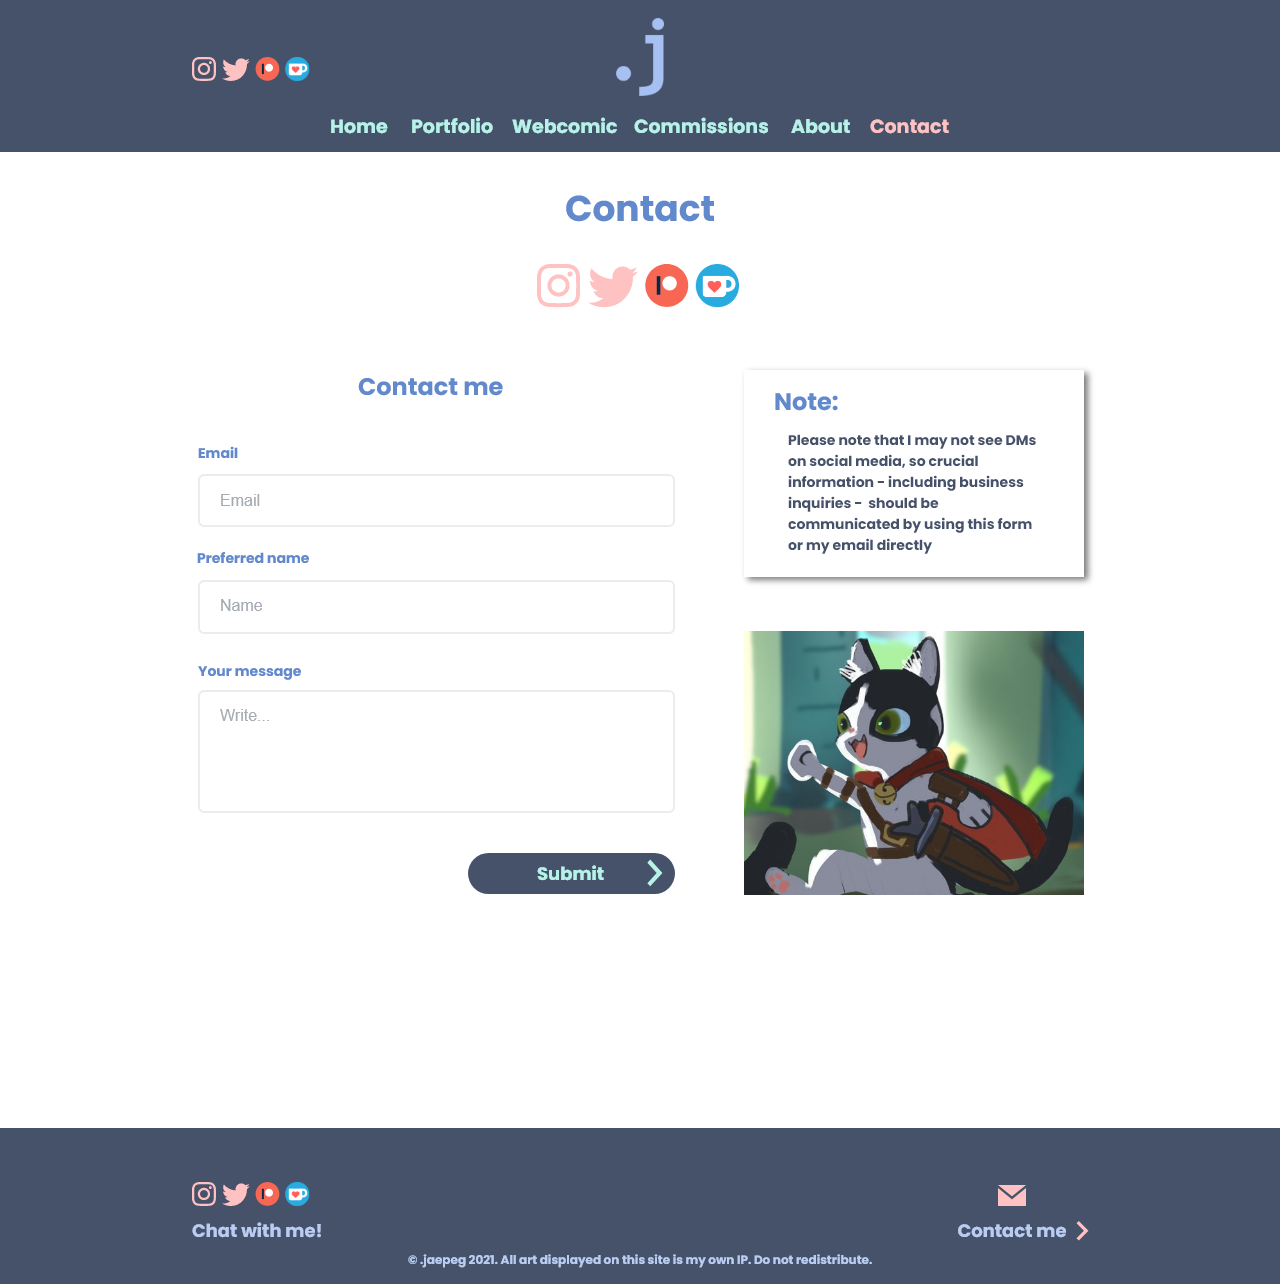 .j
Home Portfolio Webcomic Commissions About Contact
Contact
Contact me
Email
Email
Preferred name
Name
Your message
Write...
Submit
Note:
Please note that I may not see DMs
on social media, so crucial
information - including business
inquiries - should be
communicated by using this form
or my email directly
Chat with me!
Contact me
© .jaepeg 2021. All art displayed on this site is my own IP. Do not redistribute.